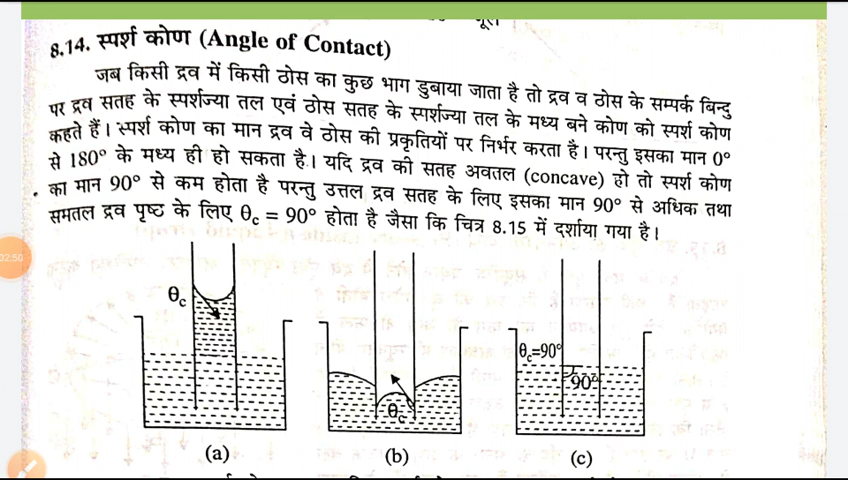 8.14. स्पर्श कोण (Angle of Contact)
जब किसी द्रव में किसी ठोस का कुछ भाग डुबाया जाता है तो द्रव व ठोस के सम्पर्क बिन्दु
पर द्रव सतह के स्पर्शज्या तल एवं ठोस सतह के स्पर्शज्या तल के मध्य बने कोण को स्पर्श कोण
कहते हैं। स्पर्श कोण का मान द्रव वे ठोस की प्रकृतियों पर निर्भर करता है। परन्तु इसका मान 0°
से 180° के मध्य ही हो सकता है। यदि द्रव की सतह अवतल (concave) हो तो स्पर्श कोण
का मान 90° से कम होता है परन्तु उत्तल द्रव सतह के लिए इसका मान 90° से अधिक तथा
समतल द्रव पृष्ठ के लिए θc = 90° होता है जैसा कि चित्र 8.15 में दर्शाया गया है।
02:50
θc
θc
θc=90°
90°
(a)
(b)
(c)